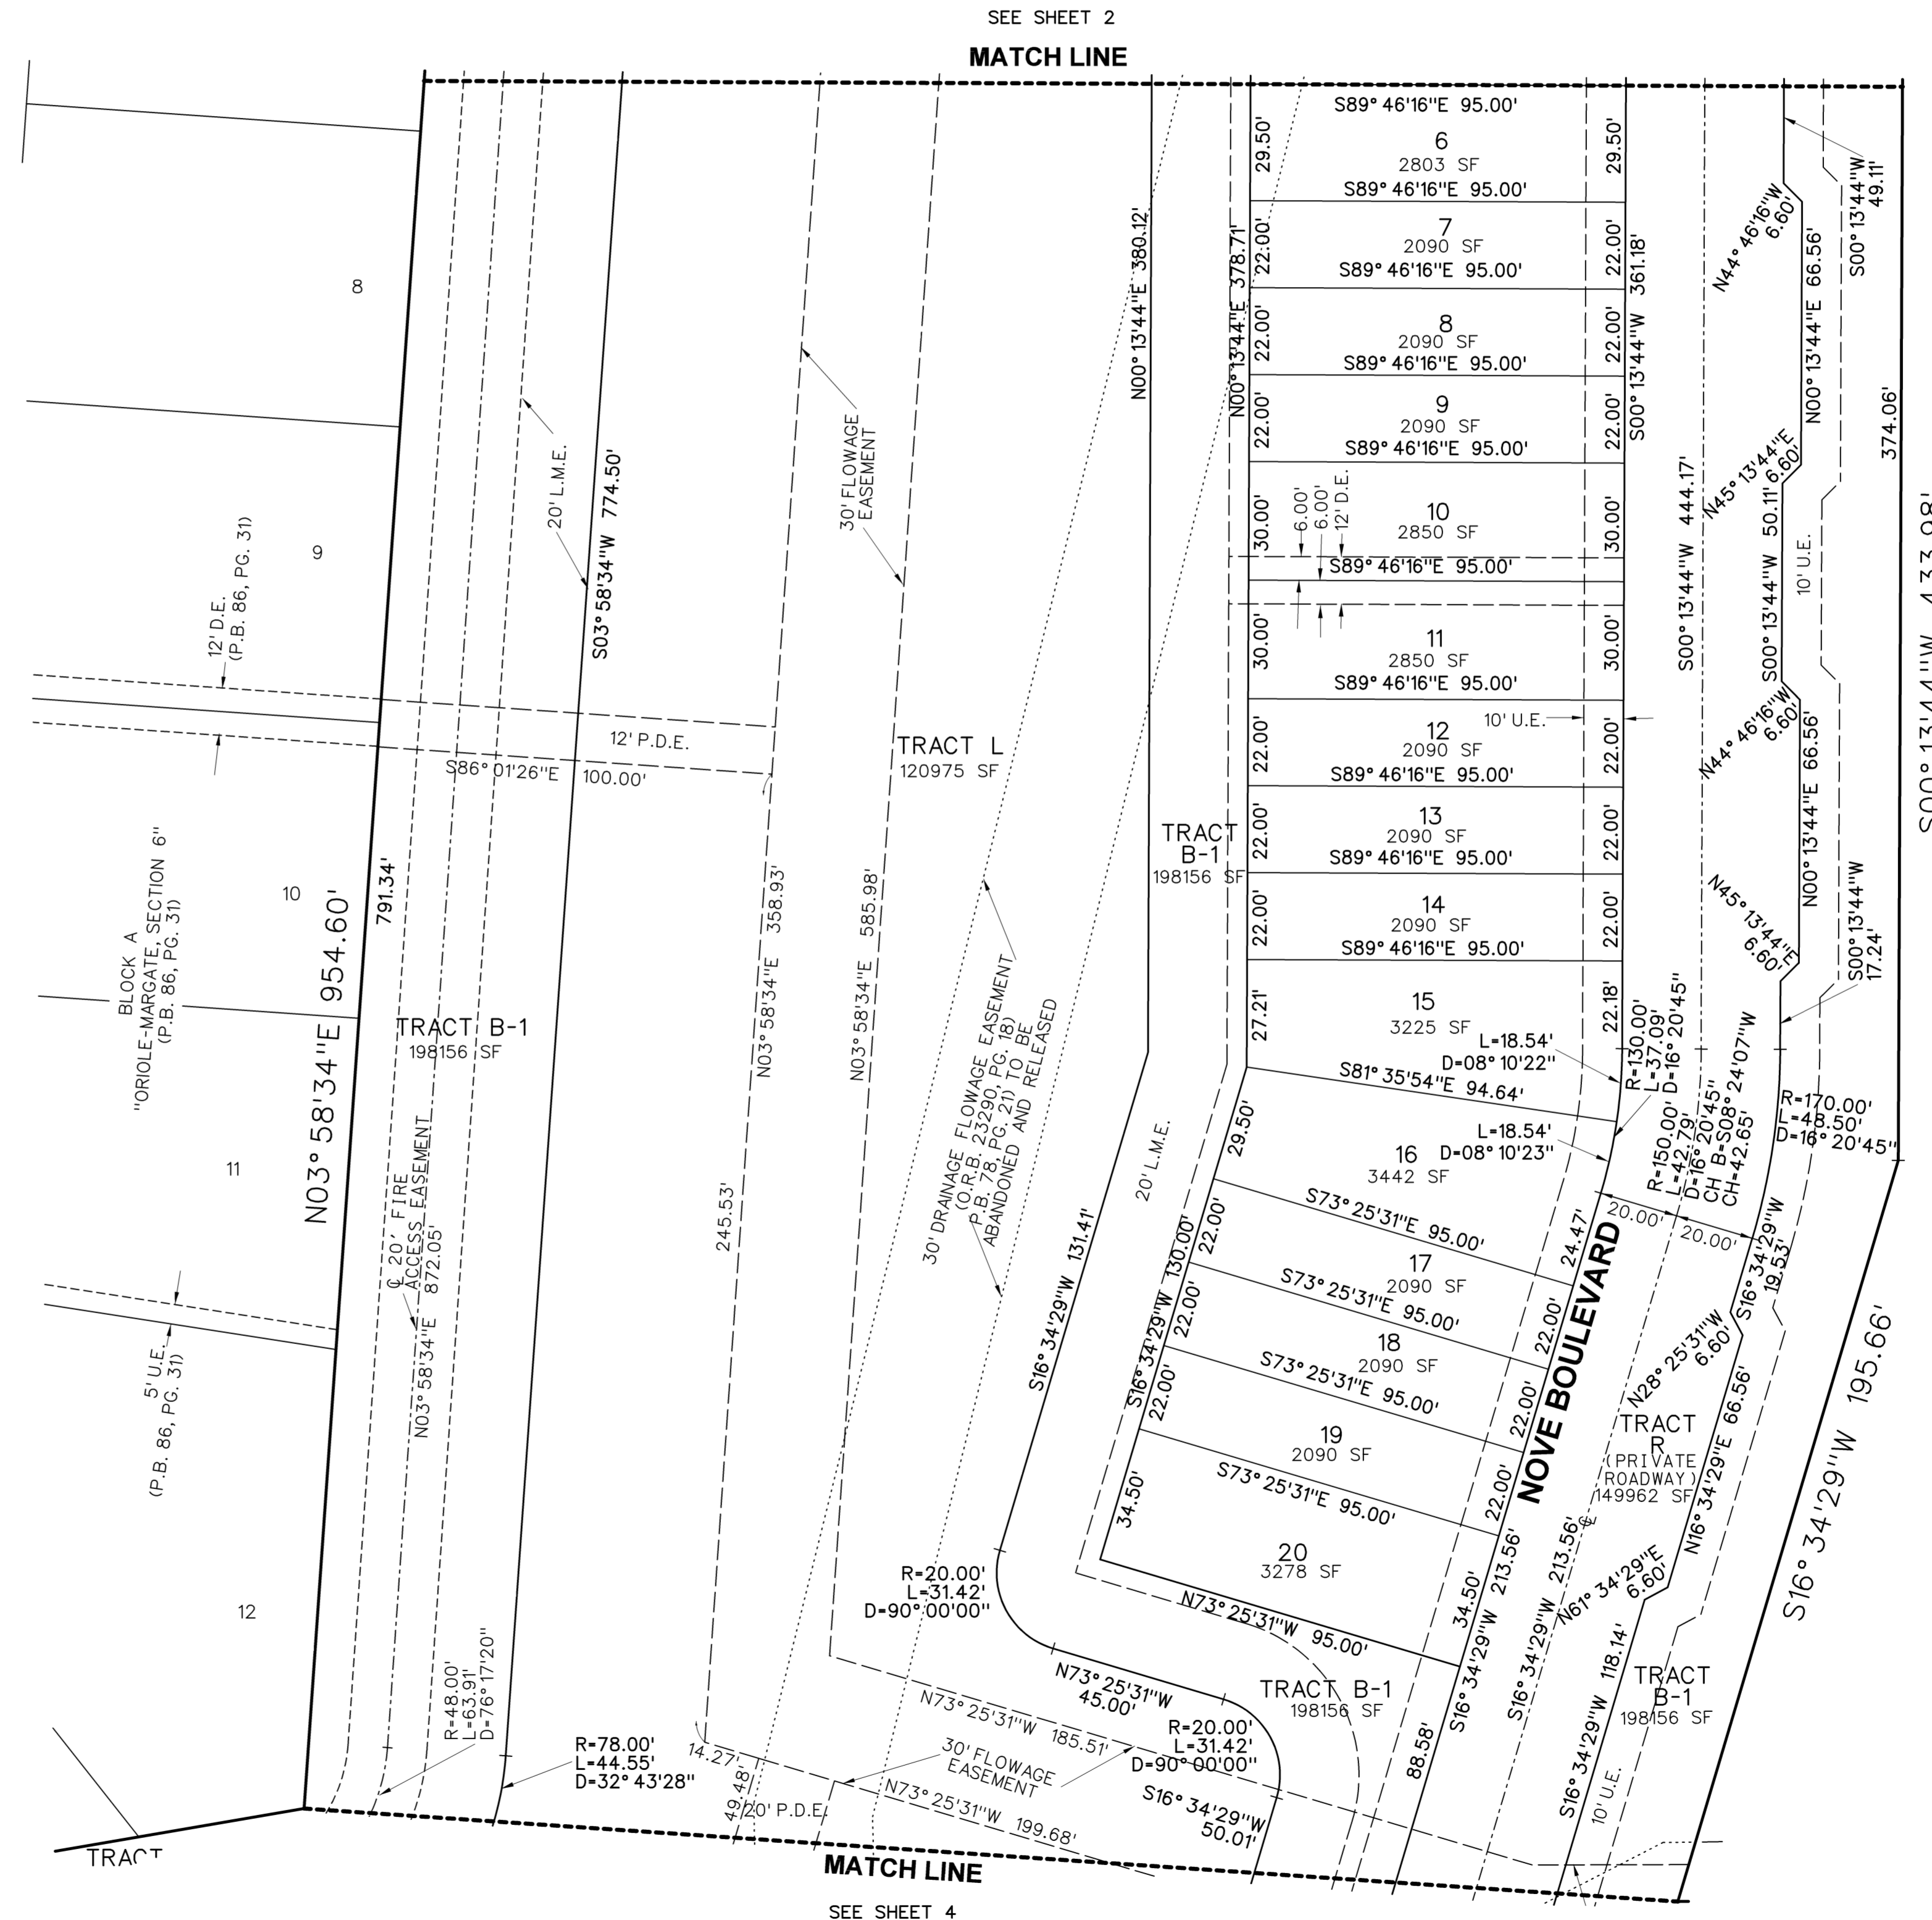 SEE SHEET 2
MATCH LINE
8
9
12' D.E.
(P.B. 86, PG. 31)
10
BLOCK A
"ORIOLE-MARGATE, SECTION 6"
(P.B. 86, PG. 31)
11
5' U.E.
(P.B. 86, PG. 31)
12
TRACT
N03°58'34"E 954.60'
791.34'
TRACT B-1
198156 SF
℄ 20' FIRE
ACCESS EASEMENT
N03°58'34"E 872.05'
R=48.00'
L=63.91'
D=76°17'20"
R=78.00'
L=44.55'
D=32°43'28"
20' L.M.E.
S03°58'34"W 774.50'
12' P.D.E.
S86°01'26"E 100.00'
30' FLOWAGE
EASEMENT
TRACT L
120975 SF
N03°58'34"E 358.93'
245.53'
N03°58'34"E 585.98'
30' DRAINAGE FLOWAGE EASEMENT
(O.R.B. 23290, PG. 18)
P.B. 78, PG. 21) TO BE
ABANDONED AND RELEASED
14.27'
49.48'
20' P.D.E.
N73°25'31"W 185.51'
30' FLOWAGE
EASEMENT
N73°25'31"W 199.68'
N00°13'44"E 380.12'
N00°13'44"E 378.71'
TRACT
B-1
198156 SF
20' L.M.E.
S16°34'29"W 131.41'
S16°34'29"W 130.00'
R=20.00'
L=31.42'
D=90°00'00"
N73°25'31"W
45.00'
R=20.00'
L=31.42'
D=90°00'00"
S16°34'29"W
50.01'
TRACT B-1
198156 SF
S89°46'16"E 95.00'
29.50'
6
2803 SF
29.50'
S89°46'16"E 95.00'
22.00'
7
2090 SF
22.00'
S89°46'16"E 95.00'
22.00'
8
2090 SF
22.00'
S89°46'16"E 95.00'
22.00'
9
2090 SF
22.00'
S89°46'16"E 95.00'
30.00'
6.00'
6.00'
12' D.E.
10
2850 SF
30.00'
S89°46'16"E 95.00'
30.00'
11
2850 SF
30.00'
S89°46'16"E 95.00'
10' U.E.
22.00'
12
2090 SF
22.00'
S89°46'16"E 95.00'
22.00'
13
2090 SF
22.00'
S89°46'16"E 95.00'
22.00'
14
2090 SF
22.00'
S89°46'16"E 95.00'
27.21'
15
3225 SF
22.18'
L=18.54'
D=08°10'22"
S81°35'54"E 94.64'
29.50'
L=18.54'
D=08°10'23"
16
3442 SF
24.47'
S73°25'31"E 95.00'
22.00'
17
2090 SF
22.00'
S73°25'31"E 95.00'
22.00'
18
2090 SF
22.00'
S73°25'31"E 95.00'
22.00'
19
2090 SF
22.00'
S73°25'31"E 95.00'
34.50'
20
3278 SF
34.50'
N73°25'31"W 95.00'
S16°34'29"W 213.56'
88.58'
S00°13'44"W 361.18'
S00°13'44"W 444.17'
R=130.00'
L=37.09'
D=16°20'45"
R=150.00'
L=42.79'
D=16°20'45"
CH B=S08°24'07"W
CH=42.65'
20.00'
20.00'
NOVE BOULEVARD
S16°34'29"W 213.56'
℄
TRACT
R
(PRIVATE
ROADWAY)
149962 SF
S00°13'44"W
49.11'
N44°46'16"W
6.60'
N00°13'44"E 66.56'
N45°13'44"E
6.60'
S00°13'44"W 50.11'
10' U.E.
N44°46'16"W
6.60'
N00°13'44"E 66.56'
N45°13'44"E
6.60'
S00°13'44"W
17.24'
R=170.00'
L=48.50'
D=16°20'45"
S16°34'29"W
19.53'
N28°25'31"W
6.60'
N16°34'29"E 66.56'
N61°34'29"E
6.60'
S16°34'29"W 118.14'
10' U.E.
TRACT
B-1
198156 SF
374.06'
S00°13'44"W 433.98'
S16°34'29"W 195.66'
MATCH LINE
SEE SHEET 4